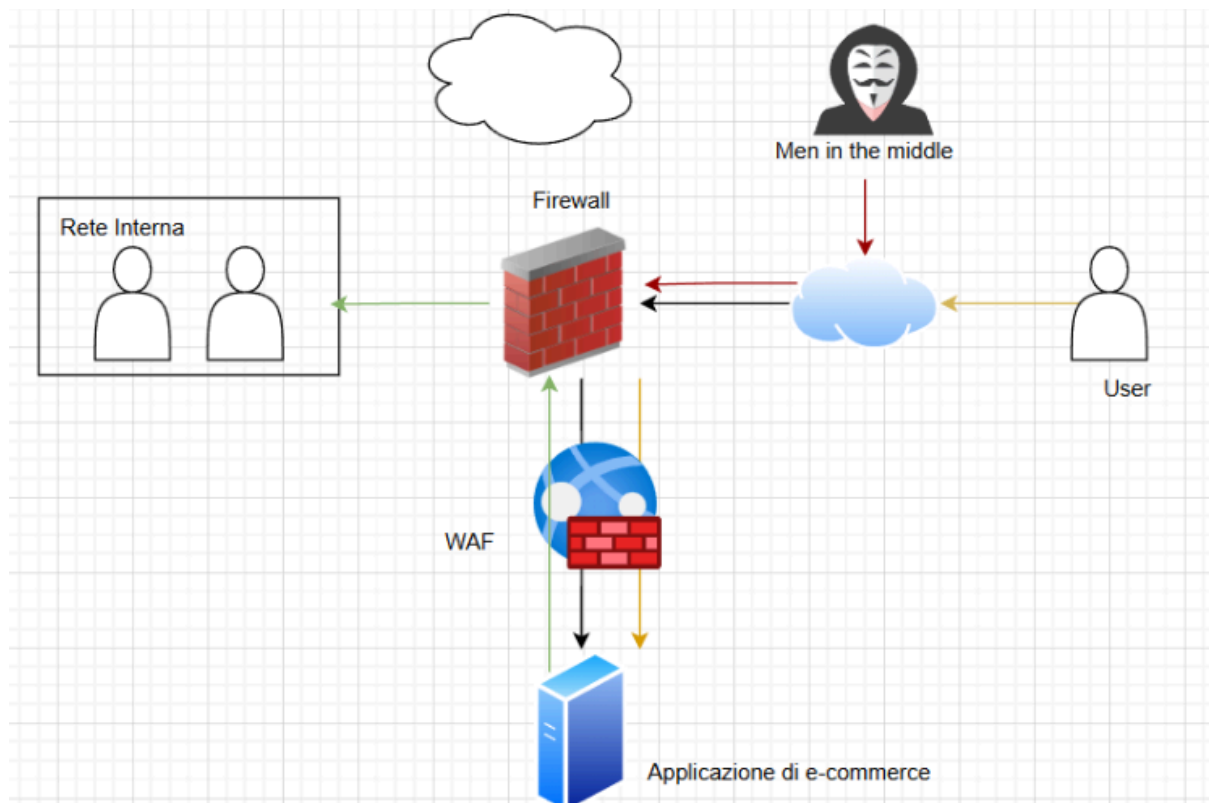 Men in the middle
Firewall
Rete Interna
User
WAF
Applicazione di e-commerce